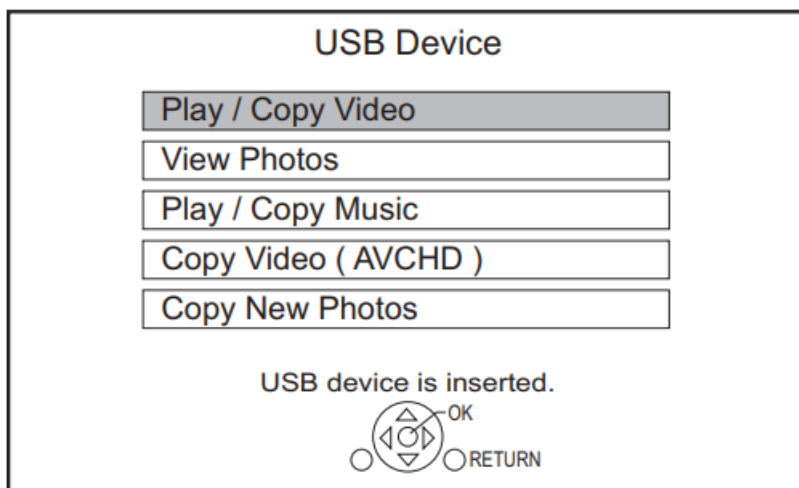 USB Device
Play / Copy Video
View Photos
Play / Copy Music
Copy Video ( AVCHD )
Copy New Photos
USB device is inserted.
OK
RETURN